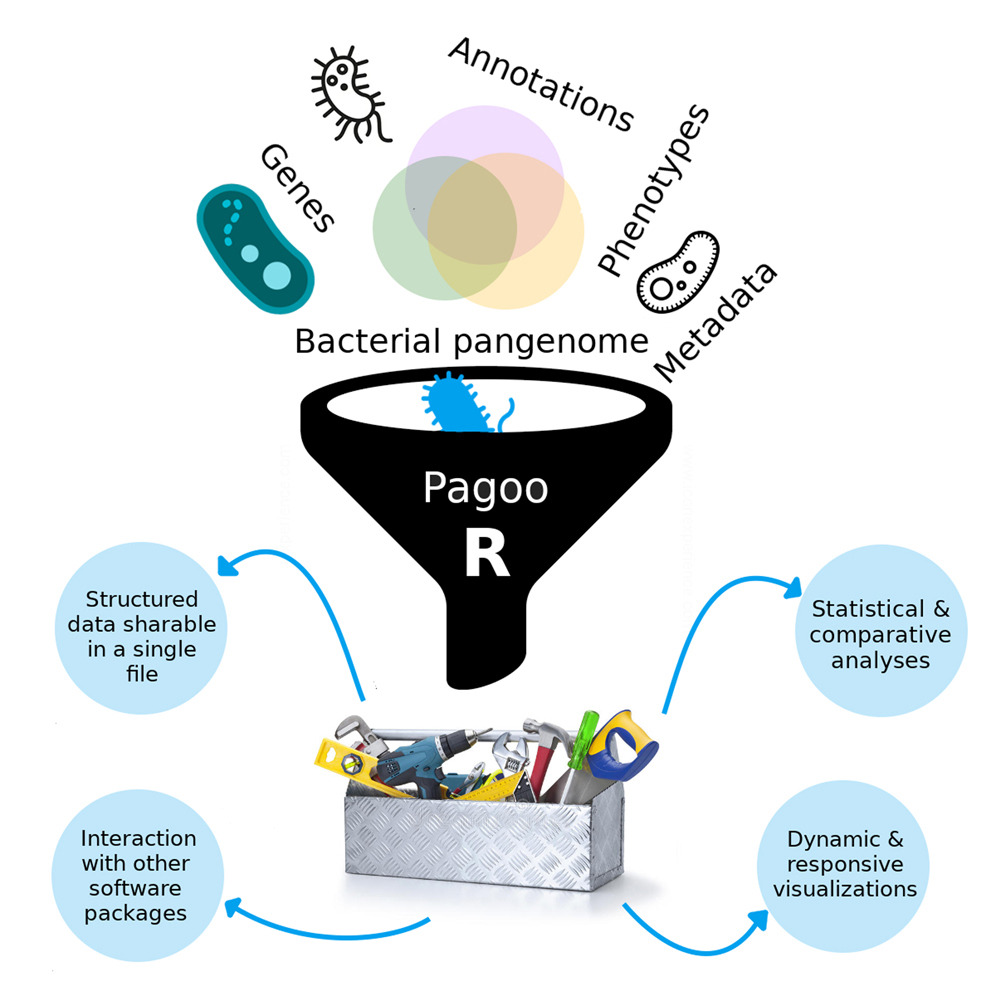 Annotations
Genes
Phenotypes
Metadata
Bacterial pangenome
Pagoo
R
Structured
data sharable
in a single
file
Statistical &
comparative
analyses
Interaction
with other
software
packages
Dynamic &
responsive
visualizations